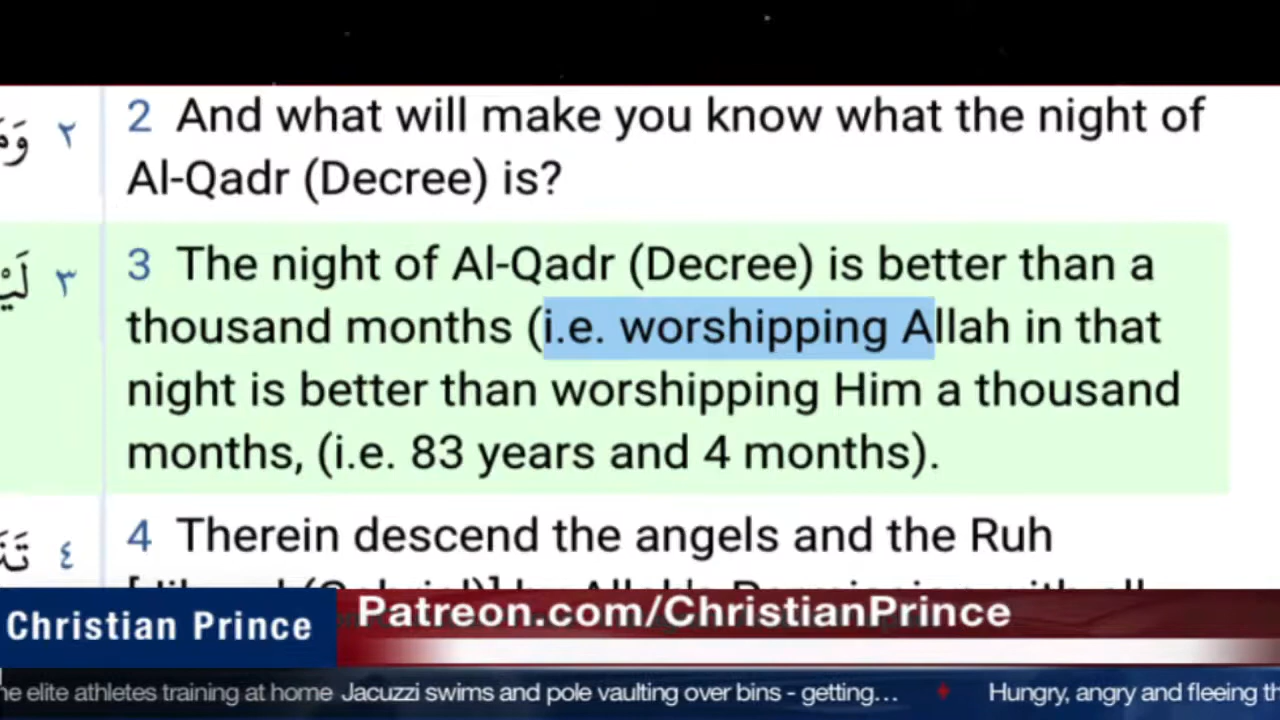 2 And what will make you know what the night of
Al-Qadr (Decree) is?
٢
3 The night of Al-Qadr (Decree) is better than a
thousand months (i.e. worshipping Allah in that
night is better than worshipping Him a thousand
months, (i.e. 83 years and 4 months).
٣
4 Therein descend the angels and the Ruh
٤
Christian Prince
Patreon.com/ChristianPrince
elite athletes training at home Jacuzzi swims and pole vaulting over bins - getting... Hungry, angry and fleeing